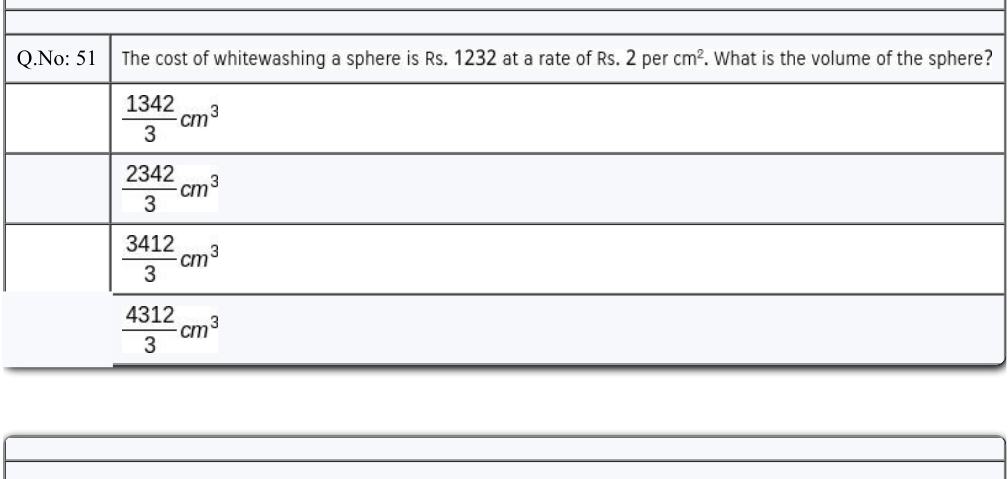 Q.No: 51
The cost of whitewashing a sphere is Rs. 1232 at a rate of Rs. 2 per cm². What is the volume of the sphere?
1342
3
cm³
2342
3
cm³
3412
3
cm³
4312
3
cm³